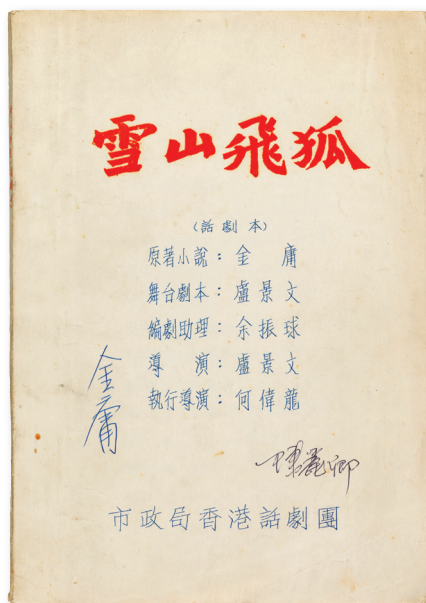 雪山飛狐
(話劇本)
原著小說：金庸
舞台劇本：盧景文
編劇助理：余振球
導演：盧景文
執行導演：何偉龍
金庸
市政局香港話劇團